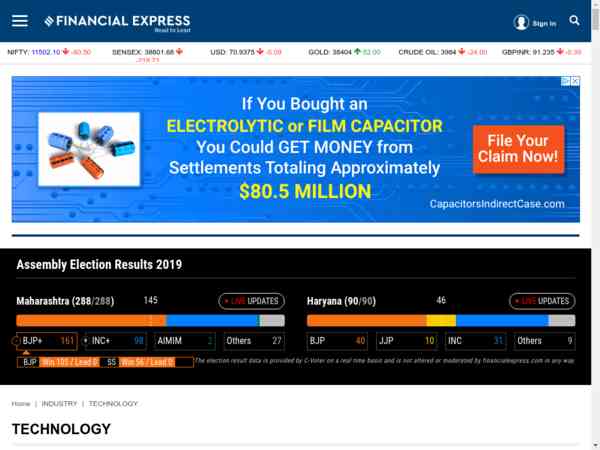 FINANCIAL EXPRESS
Read to Lead
Sign In
NIFTY: 11502.10 -40.50 SENSEX: 38801.68 USD: 70.9375 -0.09 GOLD: 38404 52.00 CRUDE OIL: 3984 -24.00 GBPINR: 91.235 -0.39
If You Bought an
ELECTROLYTIC or FILM CAPACITOR
You Could GET MONEY from
Settlements Totaling Approximately
$80.5 MILLION
File Your
Claim Now!
CapacitorsIndirectCase.com
Assembly Election Results 2019
Maharashtra (288/288) 145 LIVE UPDATES
BJP+ 161 INC+ 98 AIMIM 2 Others 27
BJP Win 105 / Lead 0 SS Win 56 / Lead 0
Haryana (90/90) 46 LIVE UPDATES
BJP 40 JJP 10 INC 31 Others 9
The election result data is provided by C-Voter on a real time basis and is not altered or moderated by financialexpress.com in any way.
Home | INDUSTRY | TECHNOLOGY
TECHNOLOGY